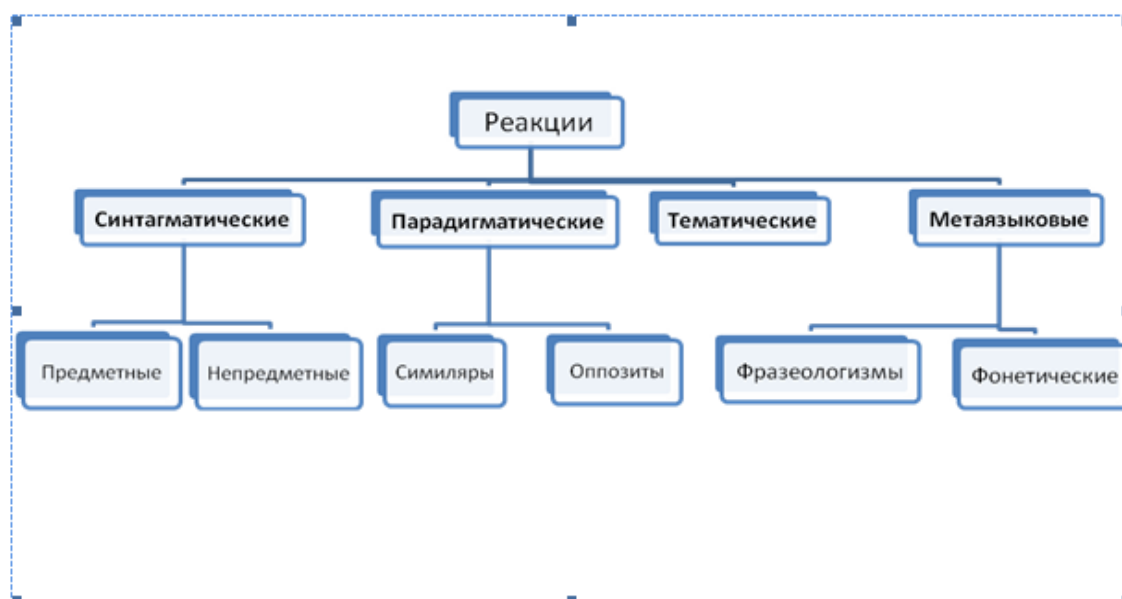 Реакции
Синтагматические
Парадигматические
Тематические
Метаязыковые
Предметные
Непредметные
Симиляры
Оппозиты
Фразеологизмы
Фонетические